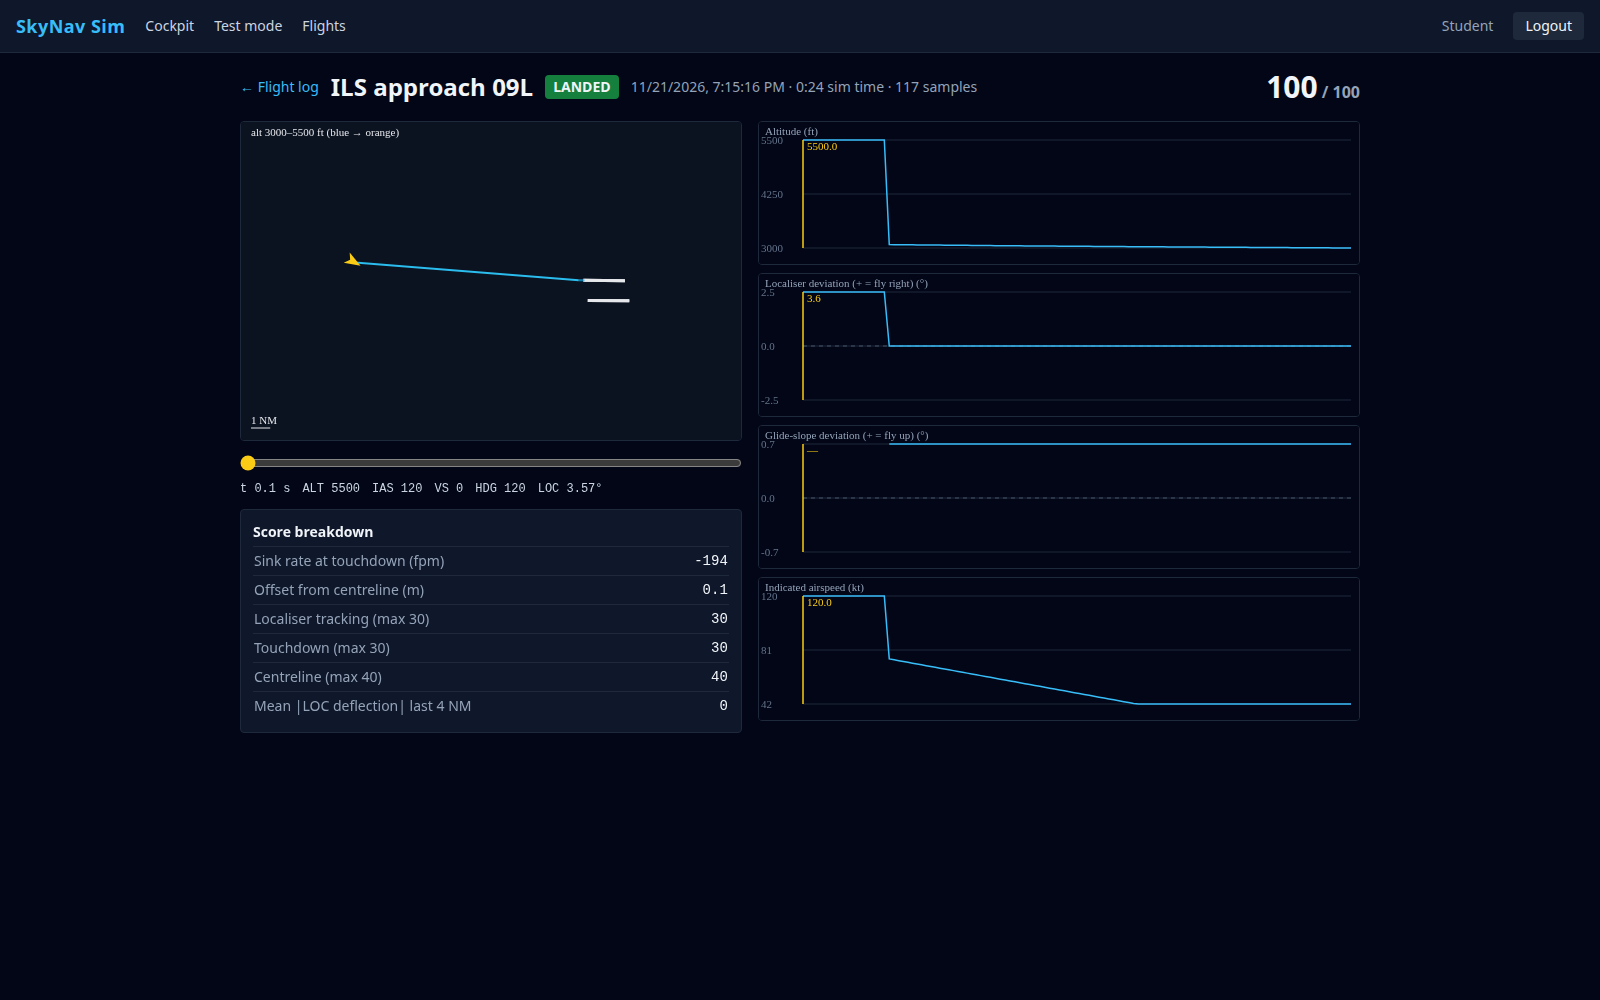 SkyNav Sim Cockpit Test mode Flights Student Logout
← Flight log ILS approach 09L LANDED 11/21/2026, 7:15:16 PM · 0:24 sim time · 117 samples 100 / 100
alt 3000–5500 ft (blue → orange)
1 NM
t 0.1 s ALT 5500 IAS 120 VS 0 HDG 120 LOC 3.57°
Score breakdown
Sink rate at touchdown (fpm) -194
Offset from centreline (m) 0.1
Localiser tracking (max 30) 30
Touchdown (max 30) 30
Centreline (max 40) 40
Mean |LOC deflection| last 4 NM 0
Altitude (ft)
5500
5500.0
4250
3000
Localiser deviation (+ = fly right) (°)
2.5
3.6
0.0
-2.5
Glide-slope deviation (+ = fly up) (°)
0.7
—
0.0
-0.7
Indicated airspeed (kt)
120
120.0
81
42